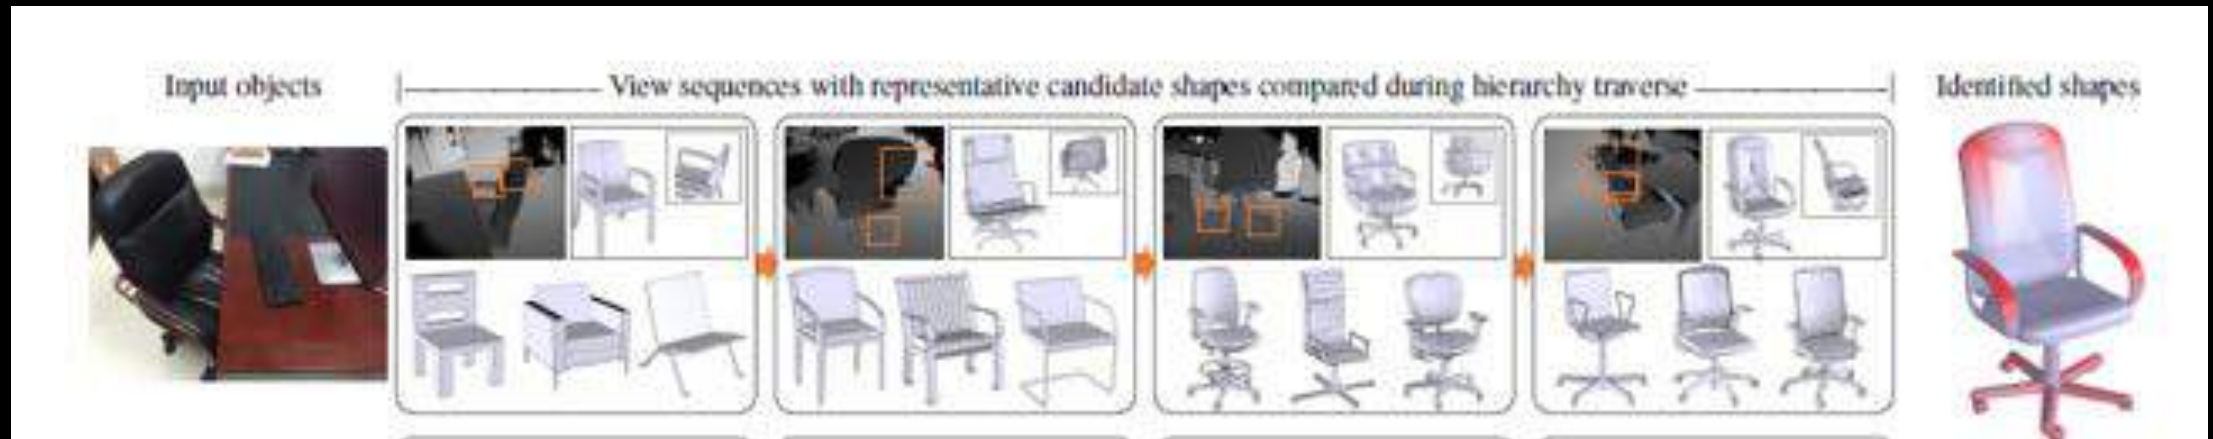 Input objects
View sequences with representative candidate shapes compared during hierarchy traverse
Identified shapes